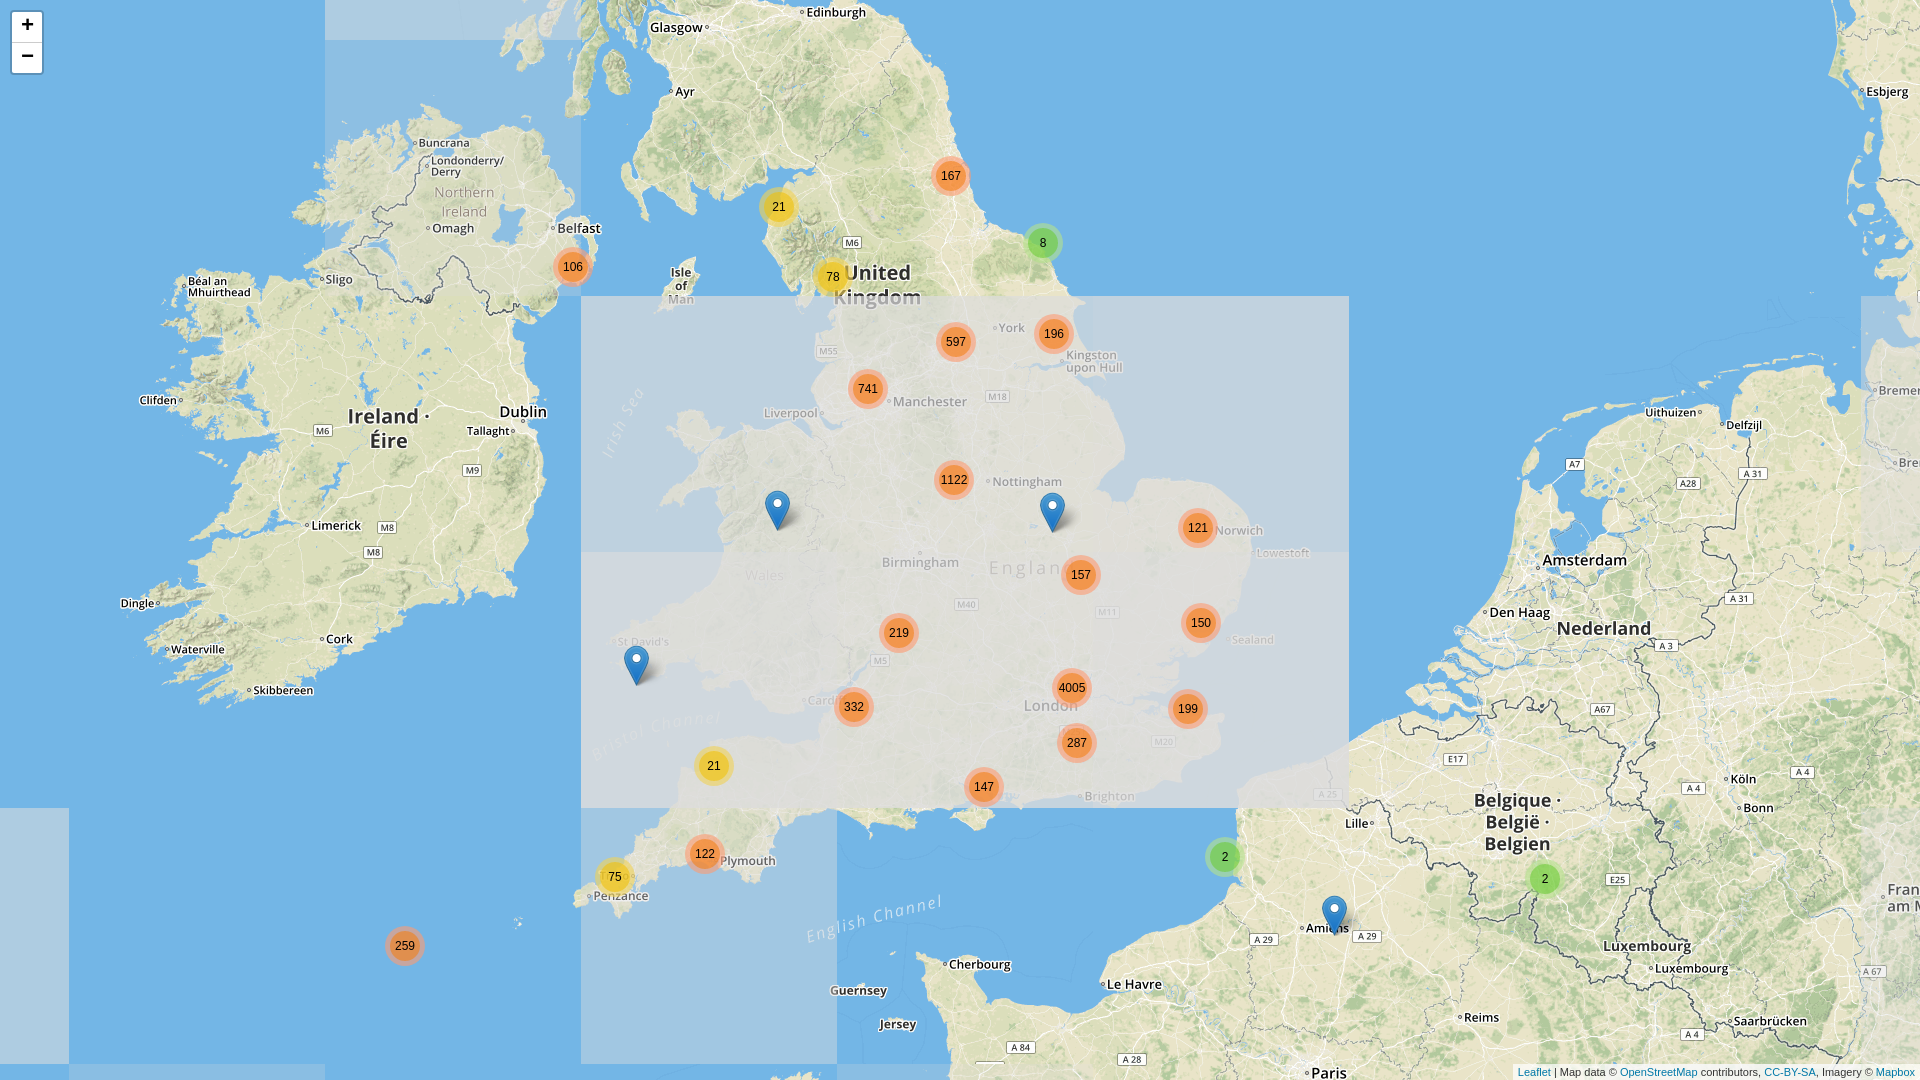 +
−
Edinburgh
Glasgow
Ayr
Esbjerg
Buncrana
Londonderry/
Derry
Northern
Ireland
Omagh
Belfast
167
21
8
106
78
M6
United
Kingdom
Isle
of
Man
Béal an
Mhuirthead
Sligo
York
196
597
M55
Kingston
upon Hull
741
Manchester
M18
Liverpool
Irish Sea
Clifden
Ireland ·
Éire
M6
Dublin
Tallaght
M9
Uithuizen
Delfzijl
A7
A 31
A28
1122
Nottingham
121
Norwich
Lowestoft
Limerick
M8
M8
Birmingham
Wales
157
Amsterdam
Dingle
M40
M11
A 31
Den Haag
Nederland
219
150
Sealand
St David's
M5
Cork
Waterville
Skibbereen
A 3
4005
London
332
199
287
M20
A67
Bristol Channel
21
147
Brighton
A 25
E17
A 4
Köln
A 4
Bonn
Belgique ·
België ·
Belgien
Lille
122
Plymouth
75
Penzance
2
2
E25
259
English Channel
Amiens
A 29
A 29
Luxembourg
Luxembourg
A 67
Cherbourg
Le Havre
Guernsey
Jersey
Reims
Saarbrücken
A 4
A 84
A 28
Paris
Leaflet | Map data © OpenStreetMap contributors, CC-BY-SA, Imagery © Mapbox